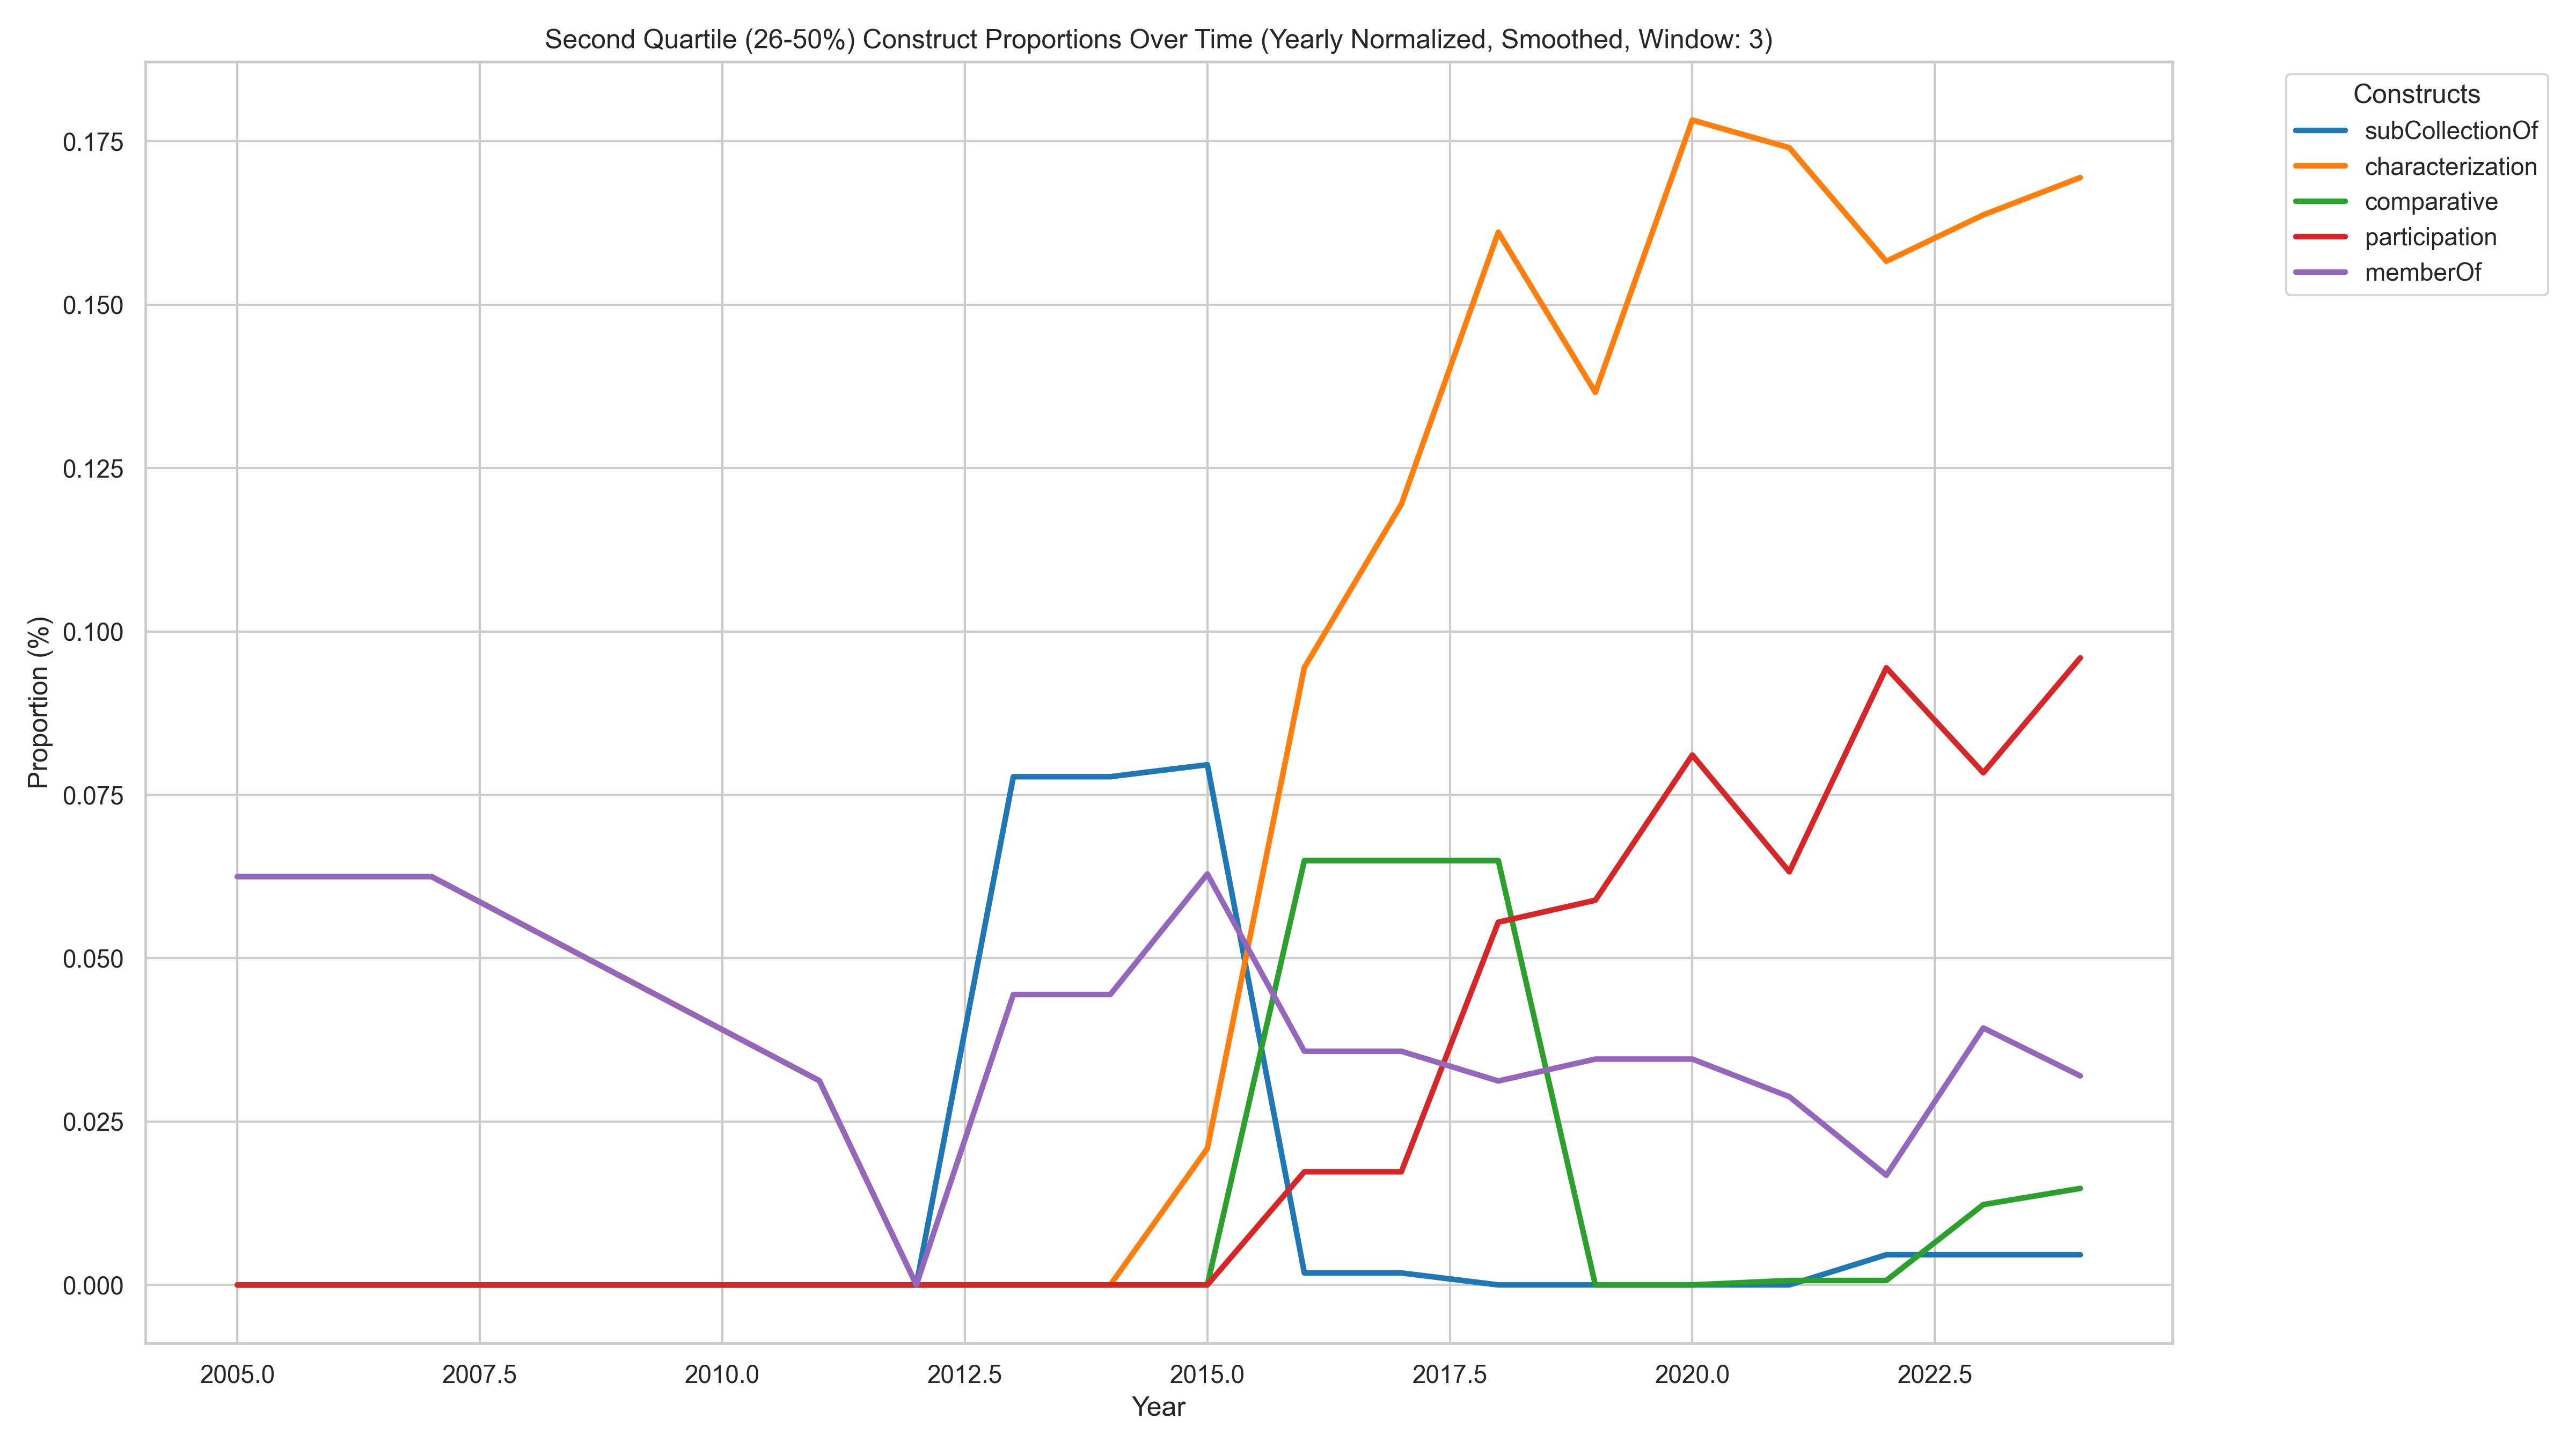 Second Quartile (26-50%) Construct Proportions Over Time (Yearly Normalized, Smoothed, Window: 3)
Constructs
subCollectionOf
characterization
comparative
participation
memberOf
Proportion (%)
0.175
0.150
0.125
0.100
0.075
0.050
0.025
0.000
2005.0 2007.5 2010.0 2012.5 2015.0 2017.5 2020.0 2022.5
Year